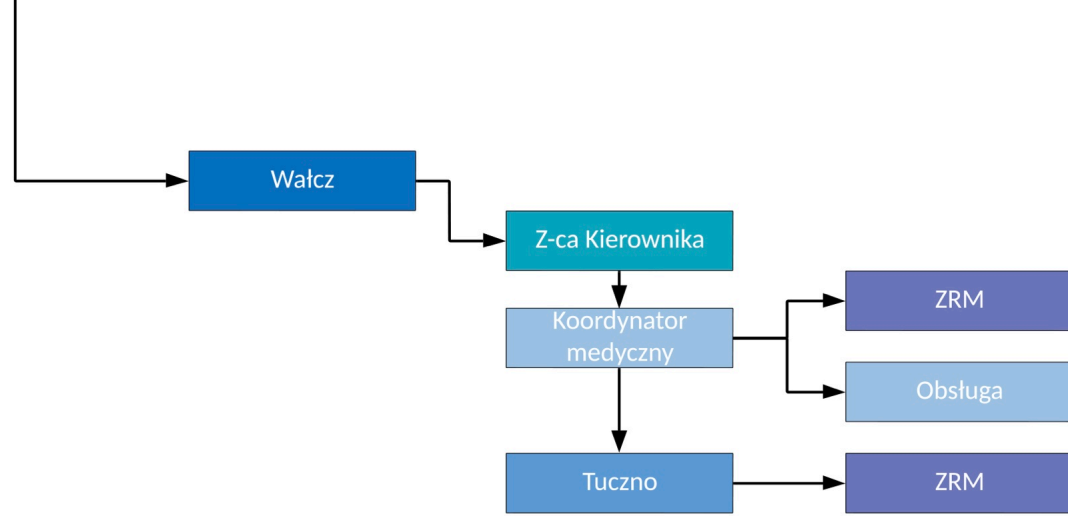 Wałcz
Z-ca Kierownika
ZRM
Koordynator
medyczny
Obsługa
Tuczno
ZRM